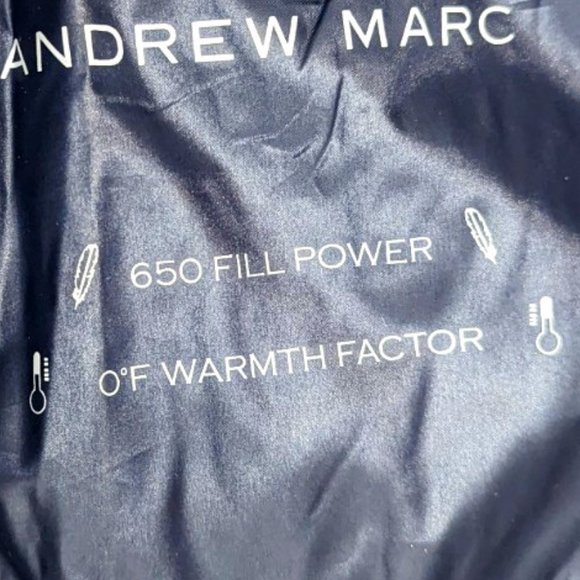 ANDREW MARC
650 FILL POWER
0°F WARMTH FACTOR